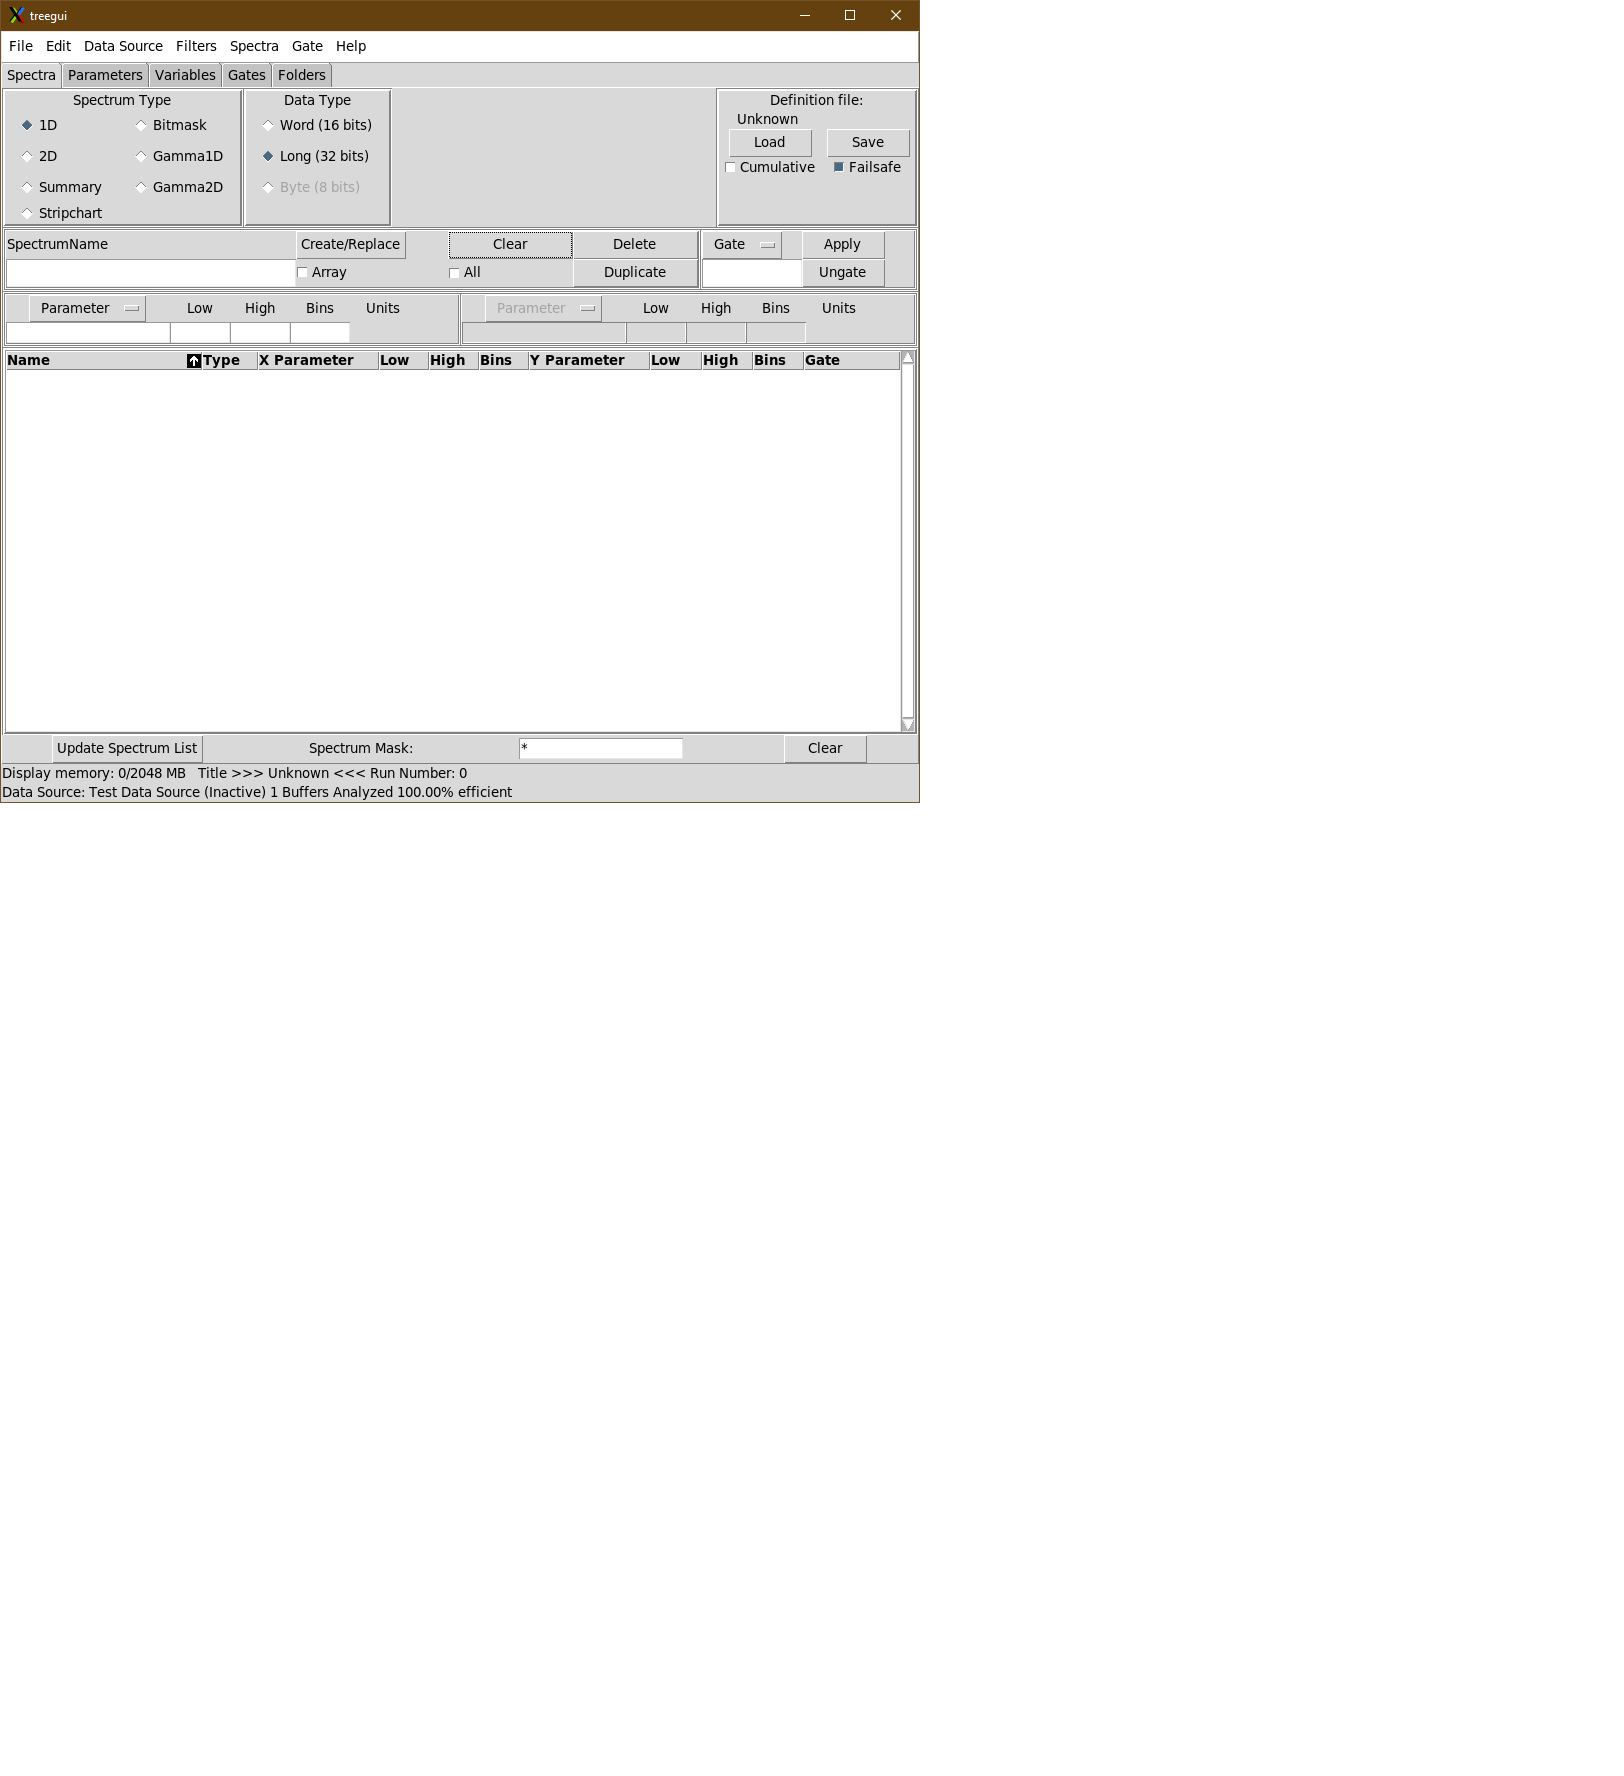 treegui
File Edit Data Source Filters Spectra Gate Help
Spectra Parameters Variables Gates Folders
Spectrum Type Data Type Definition file:
Unknown
1D Bitmask Word (16 bits)
Load Save
2D Gamma1D Long (32 bits)
Cumulative Failsafe
Summary Gamma2D Byte (8 bits)
Stripchart
SpectrumName Create/Replace Clear Delete Gate Apply
Array All Duplicate Ungate
Parameter Low High Bins Units Parameter Low High Bins Units
Name Type X Parameter Low High Bins Y Parameter Low High Bins Gate
Update Spectrum List Spectrum Mask: * Clear
Display memory: 0/2048 MB Title >>> Unknown <<< Run Number: 0
Data Source: Test Data Source (Inactive) 1 Buffers Analyzed 100.00% efficient